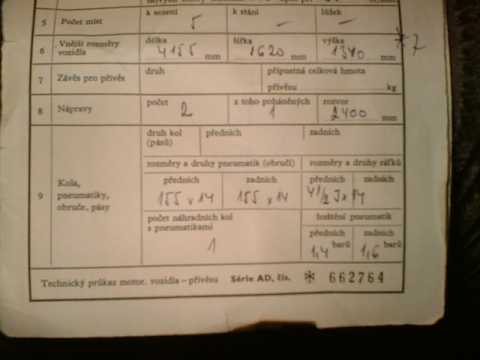 5 Počet míst k sezení 5 k stání – lůžek –
6 Vnější rozměry vozidla délka 4155 mm šířka 1620 mm výška mm
7 Závěs pro přívěs druh přípustná celková hmota přívěsu kg
8 Nápravy počet 2 z toho poháněných 1 rozvor 2400 mm
druh kol (pásů) předních zadních
rozměry a druhy pneumatik (obručí) rozměry a druhy ráfků
předních zadních předních zadních
9 Kola, pneumatiky, obruče, pásy
155 x 14 155 x 14 4 1/2 J x 14
počet náhradních kol s pneumatikami 1
huštění pneumatik
předních zadních
1,4 barů 1,6 barů
Technický průkaz motor. vozidla – přívěsu Série AD, čís. * 662764